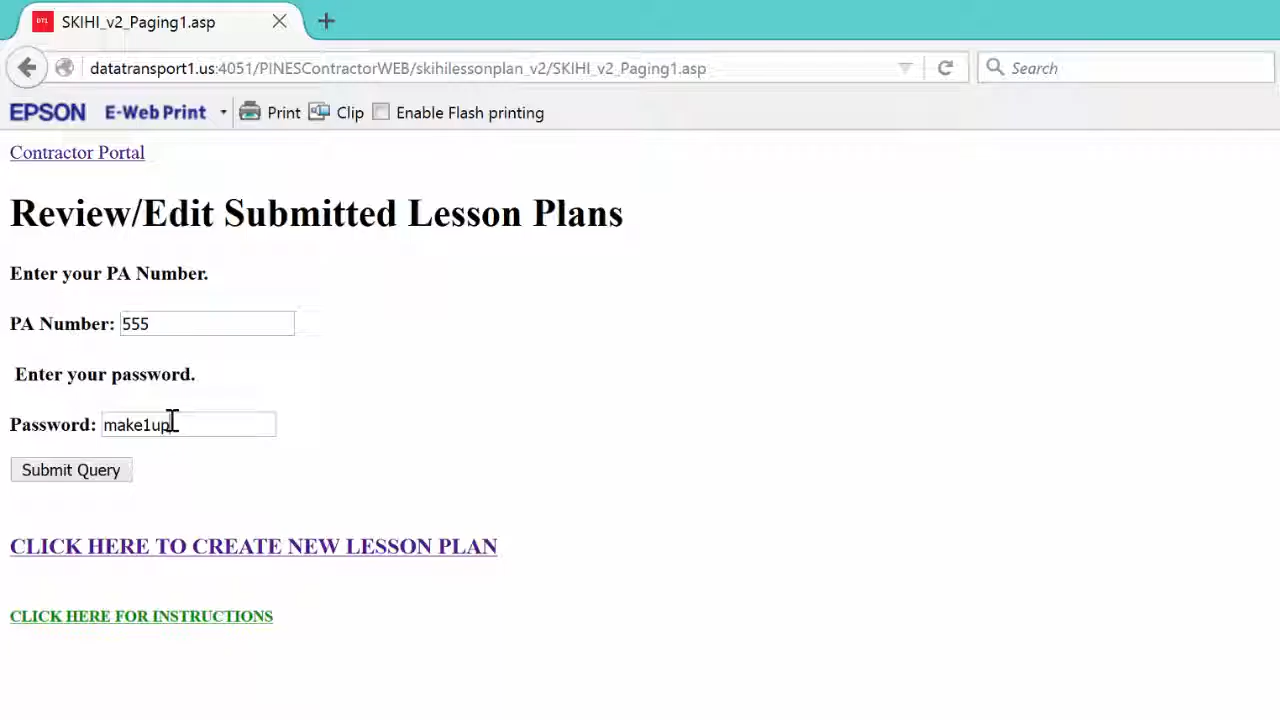 DTL SKIHI_v2_Paging1.asp
datatransport1.us:4051/PINESContractorWEB/skihilessonplan_v2/SKIHI_v2_Paging1.asp Search
EPSON E-Web Print Print Clip Enable Flash printing
Contractor Portal
Review/Edit Submitted Lesson Plans
Enter your PA Number.
PA Number: 555
Enter your password.
Password: make1up
Submit Query
CLICK HERE TO CREATE NEW LESSON PLAN
CLICK HERE FOR INSTRUCTIONS